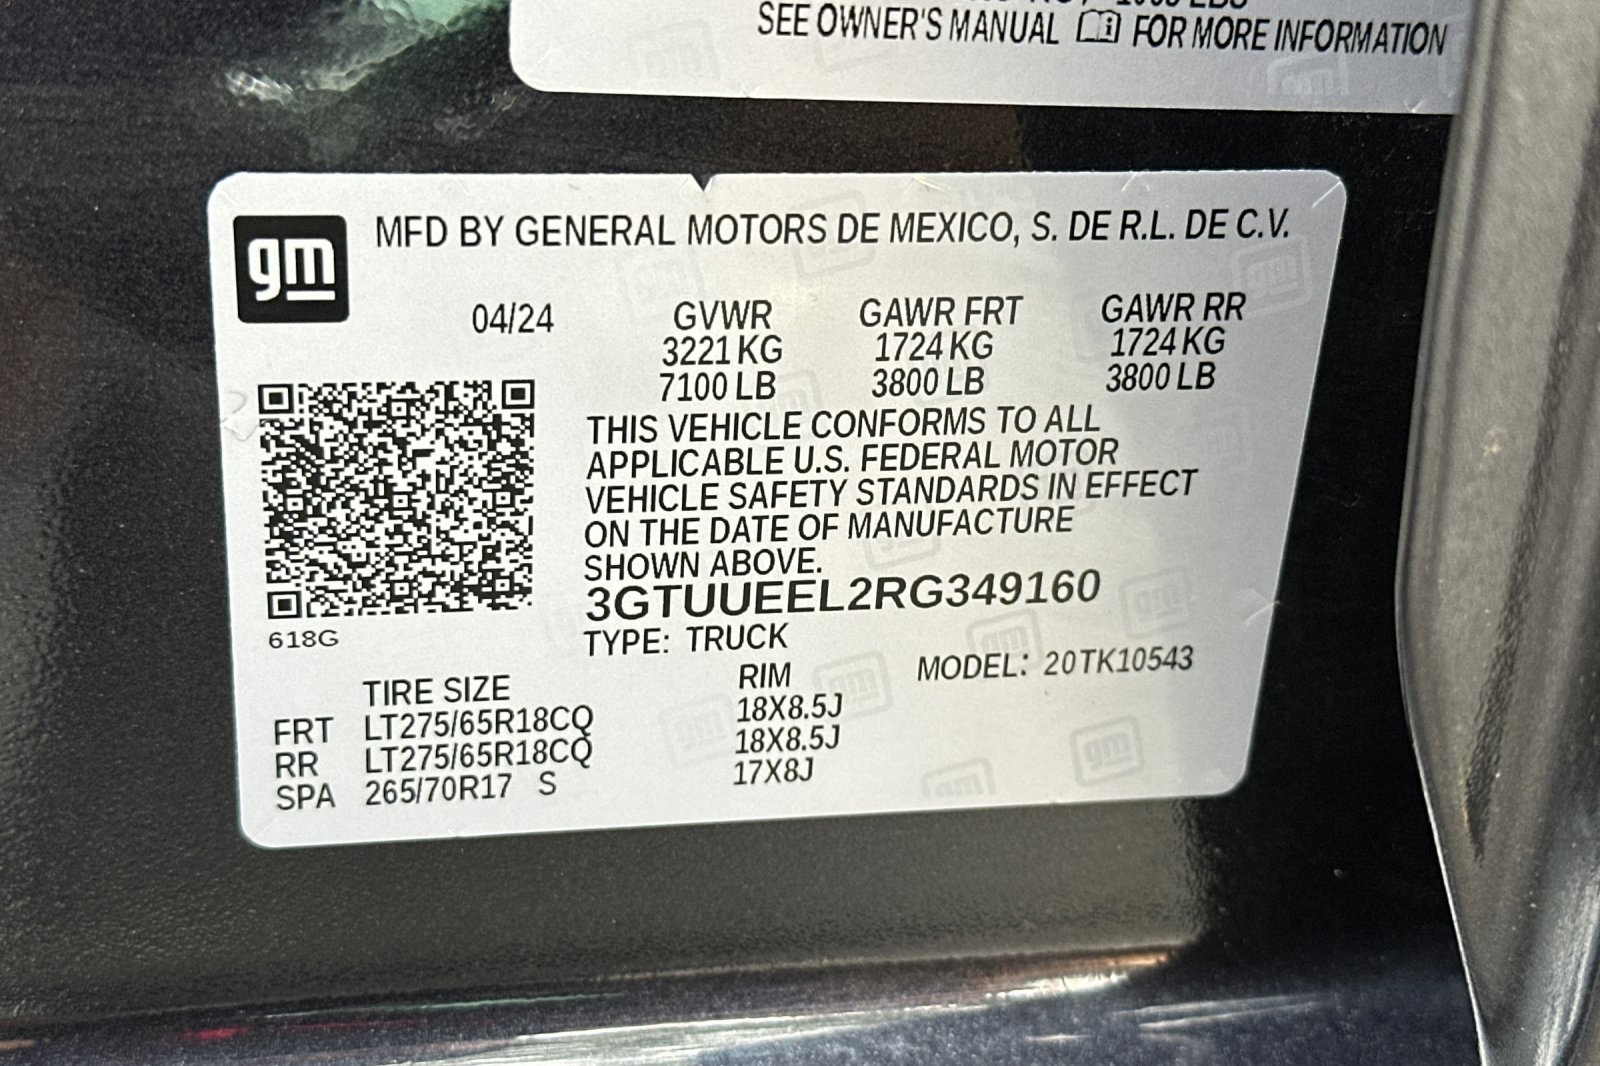 SEE OWNER'S MANUAL FOR MORE INFORMATION
gm
MFD BY GENERAL MOTORS DE MEXICO, S. DE R.L. DE C.V.
04/24 GVWR GAWR FRT GAWR RR
3221 KG 1724 KG 1724 KG
7100 LB 3800 LB 3800 LB
THIS VEHICLE CONFORMS TO ALL
APPLICABLE U.S. FEDERAL MOTOR
VEHICLE SAFETY STANDARDS IN EFFECT
ON THE DATE OF MANUFACTURE
SHOWN ABOVE.
3GTUUEEL2RG349160
618G
TYPE: TRUCK
MODEL: 20TK10543
TIRE SIZE RIM
FRT LT275/65R18CQ 18X8.5J
RR LT275/65R18CQ 18X8.5J
SPA 265/70R17 S 17X8J